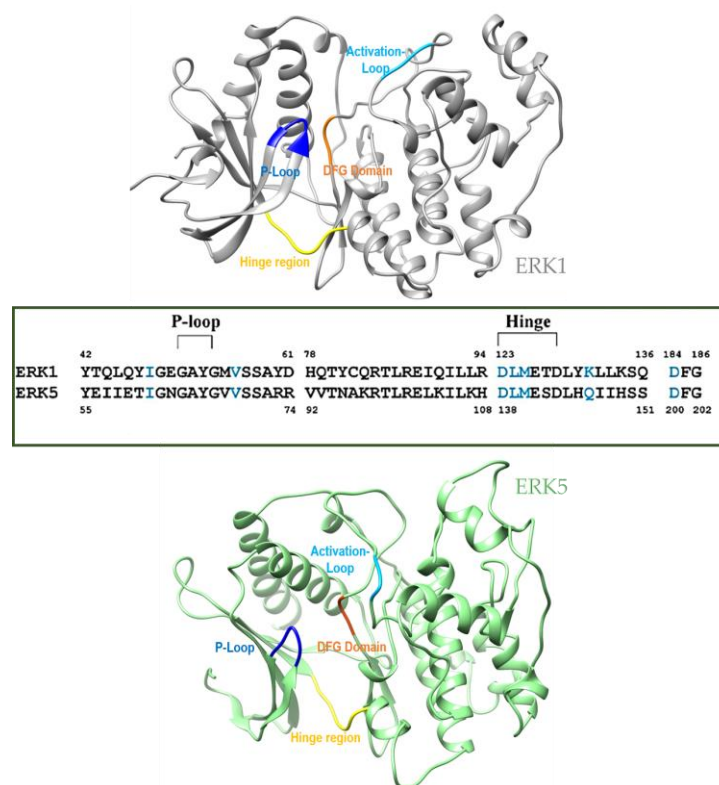 Activation-
Loop
P-Loop
DFG Domain
Hinge region
ERK1
P-loop Hinge
42 61 78 94 123 136 184 186
ERK1 YTQLQYIGEGAYGMVSSAYD HQTYCQRTLREIQILLR DLMETDLYKLLKSQ DFG
ERK5 YEIIETIGNGAYGVVSSARR VVTNAKRTLRELKILKH DLMESDLHQIIHSS DFG
55 74 92 108 138 151 200 202
ERK5
Activation-
Loop
P-Loop
DFG Domain
Hinge region